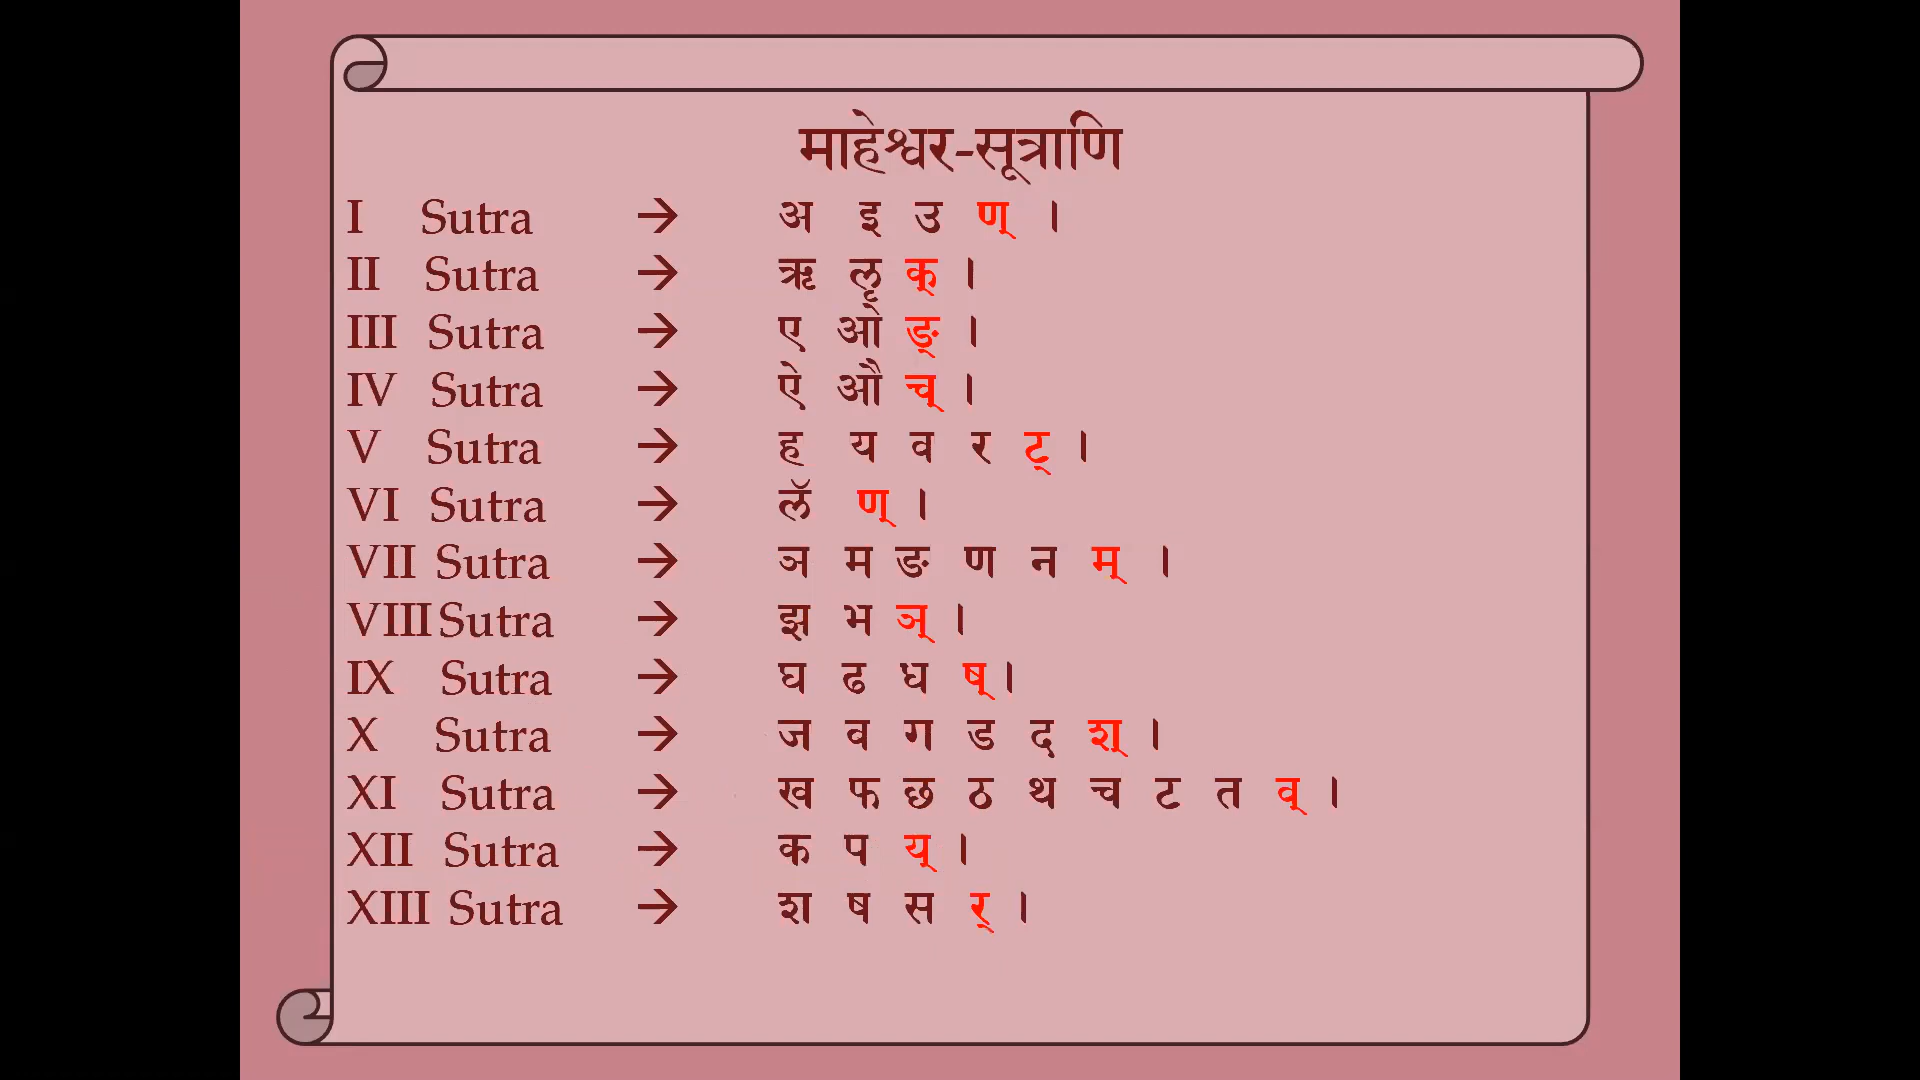 माहेश्वर-सूत्राणि
I Sutra → अ इ उ ण् ।
II Sutra → ऋ लृ क् ।
III Sutra → ए ओ ङ् ।
IV Sutra → ऐ औ च् ।
V Sutra → ह य व र ट् ।
VI Sutra → लँ ण् ।
VII Sutra → ञ म ङ ण न म् ।
VIII Sutra → झ भ ञ् ।
IX Sutra → घ ढ ध ष् ।
X Sutra → ज व ग ड द श् ।
XI Sutra → ख फ छ ठ थ च ट त व् ।
XII Sutra → क प य् ।
XIII Sutra → श ष स र् ।